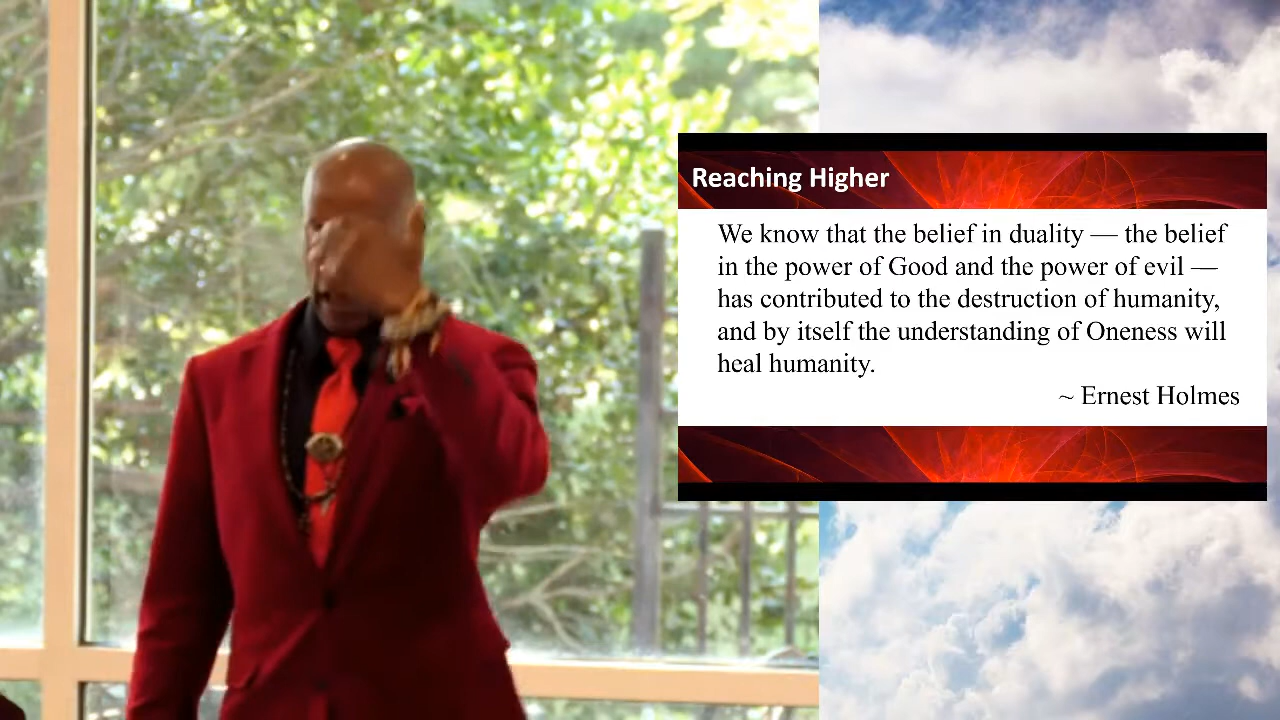 Reaching Higher
We know that the belief in duality — the belief
in the power of Good and the power of evil —
has contributed to the destruction of humanity,
and by itself the understanding of Oneness will
heal humanity.
~ Ernest Holmes